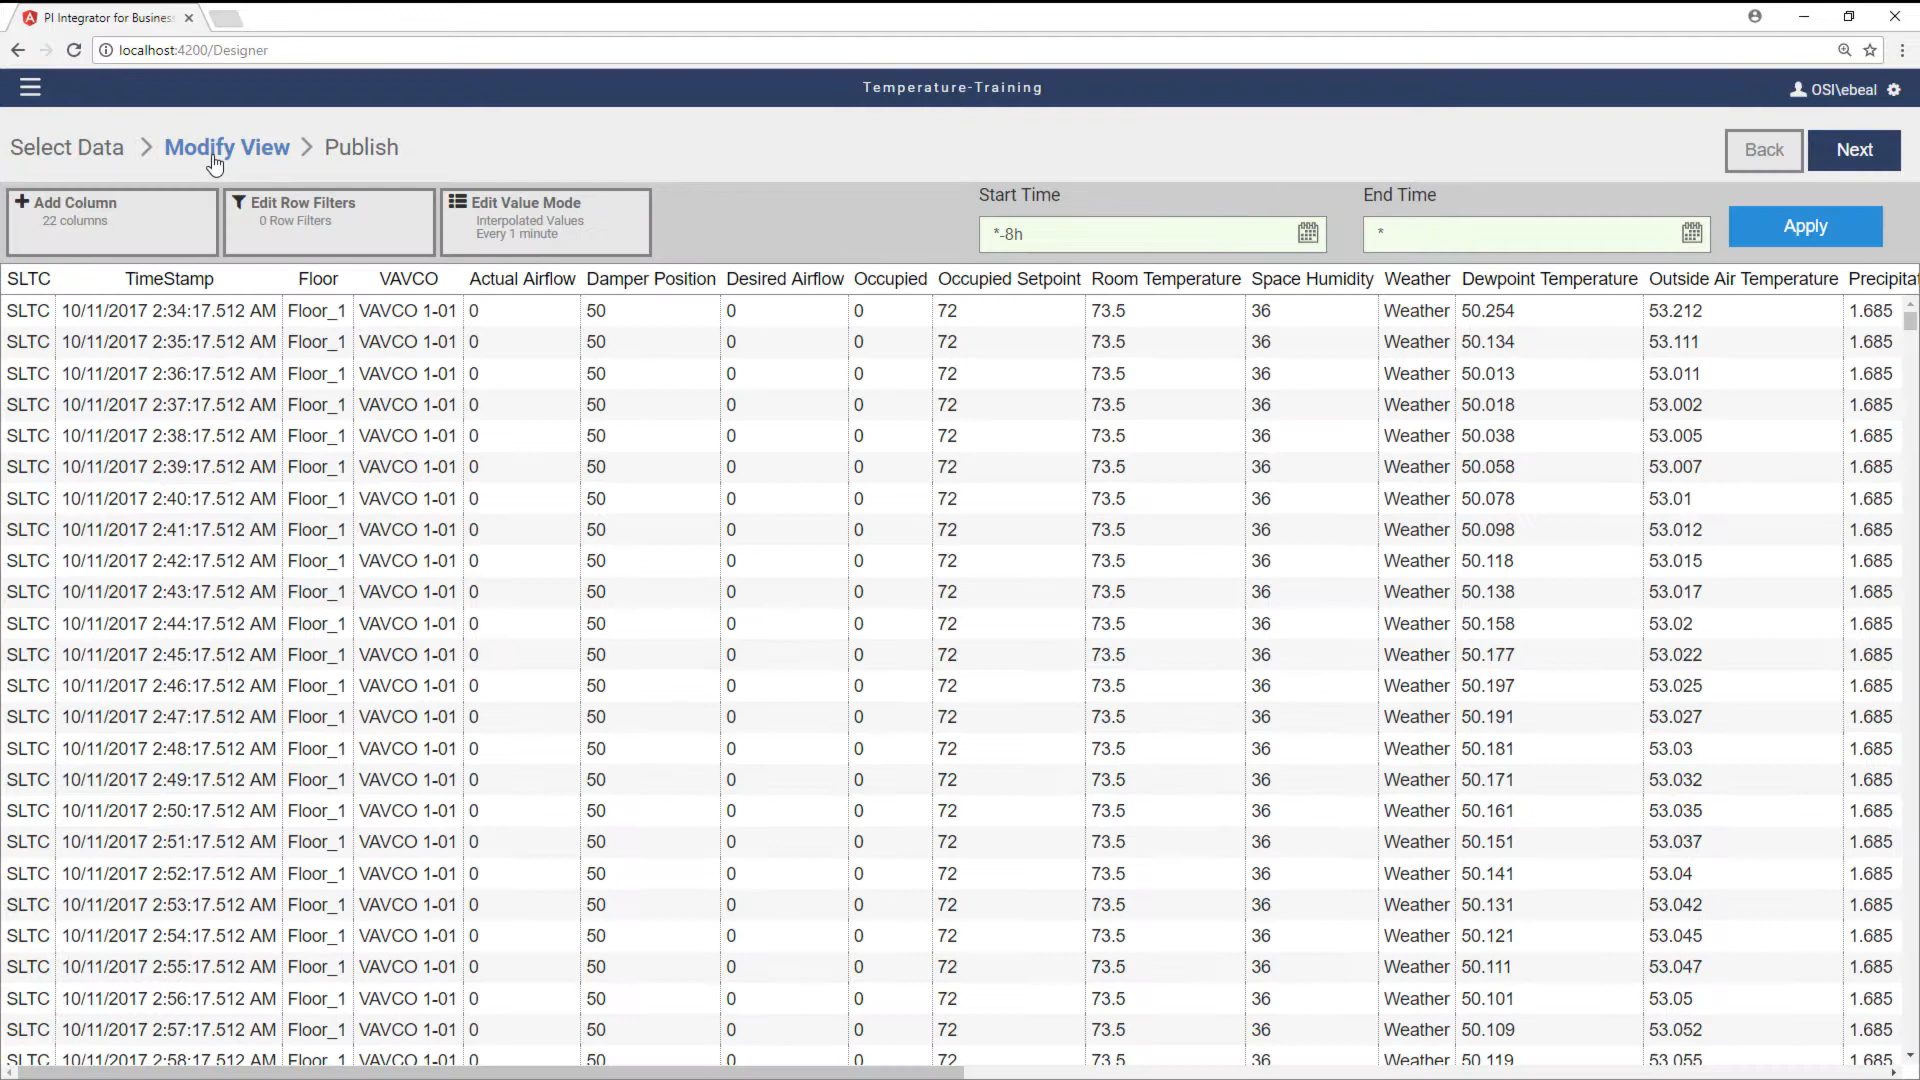 PI Integrator for Busines
localhost:4200/Designer
Temperature-Training
OSI\ebeal
Select Data > Modify View > Publish
Back Next
Add Column
22 columns
Edit Row Filters
0 Row Filters
Edit Value Mode
Interpolated Values
Every 1 minute
Start Time
*-8h
End Time
*
Apply
SLTC TimeStamp Floor VAVCO Actual Airflow Damper Position Desired Airflow Occupied Occupied Setpoint Room Temperature Space Humidity Weather Dewpoint Temperature Outside Air Temperature Precipitat
SLTC 10/11/2017 2:34:17.512 AM Floor_1 VAVCO 1-01 0 50 0 0 72 73.5 36 Weather 50.254 53.212 1.685
SLTC 10/11/2017 2:35:17.512 AM Floor_1 VAVCO 1-01 0 50 0 0 72 73.5 36 Weather 50.134 53.111 1.685
SLTC 10/11/2017 2:36:17.512 AM Floor_1 VAVCO 1-01 0 50 0 0 72 73.5 36 Weather 50.013 53.011 1.685
SLTC 10/11/2017 2:37:17.512 AM Floor_1 VAVCO 1-01 0 50 0 0 72 73.5 36 Weather 50.018 53.002 1.685
SLTC 10/11/2017 2:38:17.512 AM Floor_1 VAVCO 1-01 0 50 0 0 72 73.5 36 Weather 50.038 53.005 1.685
SLTC 10/11/2017 2:39:17.512 AM Floor_1 VAVCO 1-01 0 50 0 0 72 73.5 36 Weather 50.058 53.007 1.685
SLTC 10/11/2017 2:40:17.512 AM Floor_1 VAVCO 1-01 0 50 0 0 72 73.5 36 Weather 50.078 53.01 1.685
SLTC 10/11/2017 2:41:17.512 AM Floor_1 VAVCO 1-01 0 50 0 0 72 73.5 36 Weather 50.098 53.012 1.685
SLTC 10/11/2017 2:42:17.512 AM Floor_1 VAVCO 1-01 0 50 0 0 72 73.5 36 Weather 50.118 53.015 1.685
SLTC 10/11/2017 2:43:17.512 AM Floor_1 VAVCO 1-01 0 50 0 0 72 73.5 36 Weather 50.138 53.017 1.685
SLTC 10/11/2017 2:44:17.512 AM Floor_1 VAVCO 1-01 0 50 0 0 72 73.5 36 Weather 50.158 53.02 1.685
SLTC 10/11/2017 2:45:17.512 AM Floor_1 VAVCO 1-01 0 50 0 0 72 73.5 36 Weather 50.177 53.022 1.685
SLTC 10/11/2017 2:46:17.512 AM Floor_1 VAVCO 1-01 0 50 0 0 72 73.5 36 Weather 50.197 53.025 1.685
SLTC 10/11/2017 2:47:17.512 AM Floor_1 VAVCO 1-01 0 50 0 0 72 73.5 36 Weather 50.191 53.027 1.685
SLTC 10/11/2017 2:48:17.512 AM Floor_1 VAVCO 1-01 0 50 0 0 72 73.5 36 Weather 50.181 53.03 1.685
SLTC 10/11/2017 2:49:17.512 AM Floor_1 VAVCO 1-01 0 50 0 0 72 73.5 36 Weather 50.171 53.032 1.685
SLTC 10/11/2017 2:50:17.512 AM Floor_1 VAVCO 1-01 0 50 0 0 72 73.5 36 Weather 50.161 53.035 1.685
SLTC 10/11/2017 2:51:17.512 AM Floor_1 VAVCO 1-01 0 50 0 0 72 73.5 36 Weather 50.151 53.037 1.685
SLTC 10/11/2017 2:52:17.512 AM Floor_1 VAVCO 1-01 0 50 0 0 72 73.5 36 Weather 50.141 53.04 1.685
SLTC 10/11/2017 2:53:17.512 AM Floor_1 VAVCO 1-01 0 50 0 0 72 73.5 36 Weather 50.131 53.042 1.685
SLTC 10/11/2017 2:54:17.512 AM Floor_1 VAVCO 1-01 0 50 0 0 72 73.5 36 Weather 50.121 53.045 1.685
SLTC 10/11/2017 2:55:17.512 AM Floor_1 VAVCO 1-01 0 50 0 0 72 73.5 36 Weather 50.111 53.047 1.685
SLTC 10/11/2017 2:56:17.512 AM Floor_1 VAVCO 1-01 0 50 0 0 72 73.5 36 Weather 50.101 53.05 1.685
SLTC 10/11/2017 2:57:17.512 AM Floor_1 VAVCO 1-01 0 50 0 0 72 73.5 36 Weather 50.109 53.052 1.685
SLTC 10/11/2017 2:58:17.512 AM Floor_1 VAVCO 1-01 0 50 0 0 72 73.5 36 Weather 50.119 53.055 1.685